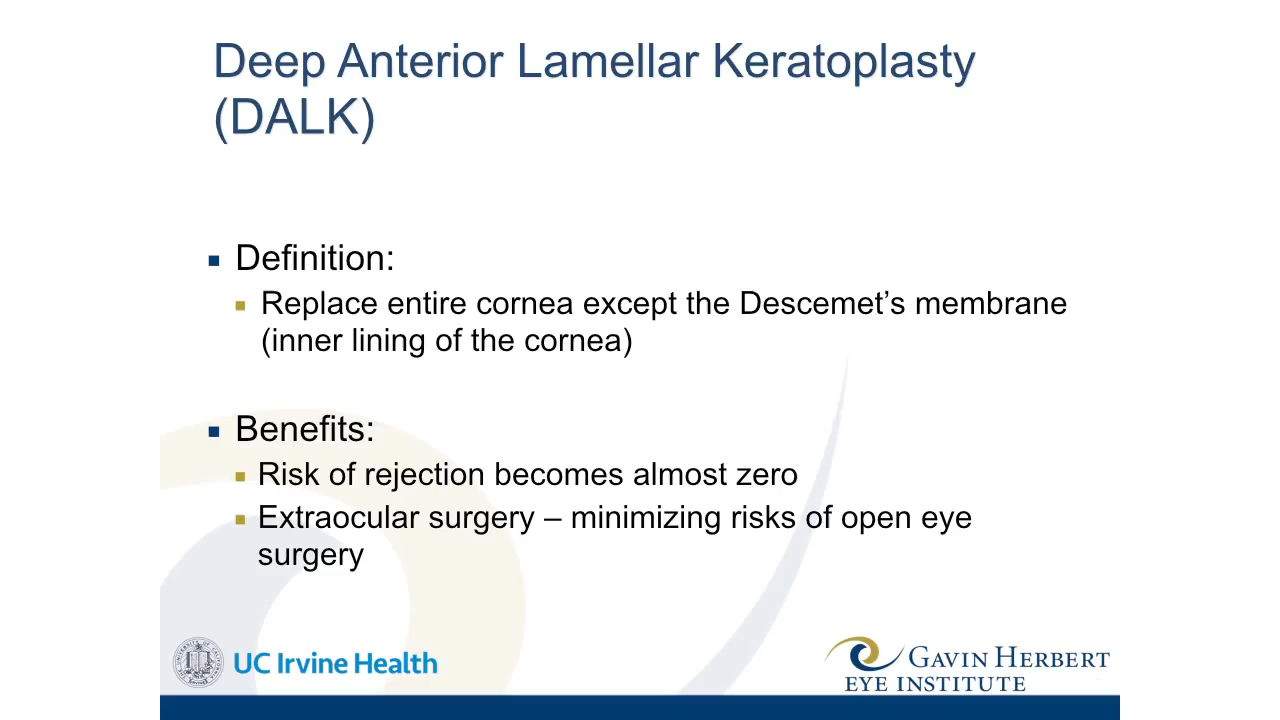 Deep Anterior Lamellar Keratoplasty
(DALK)
Definition:
Replace entire cornea except the Descemet’s membrane
(inner lining of the cornea)
Benefits:
Risk of rejection becomes almost zero
Extraocular surgery – minimizing risks of open eye
surgery
UC Irvine Health
GAVIN HERBERT
EYE INSTITUTE